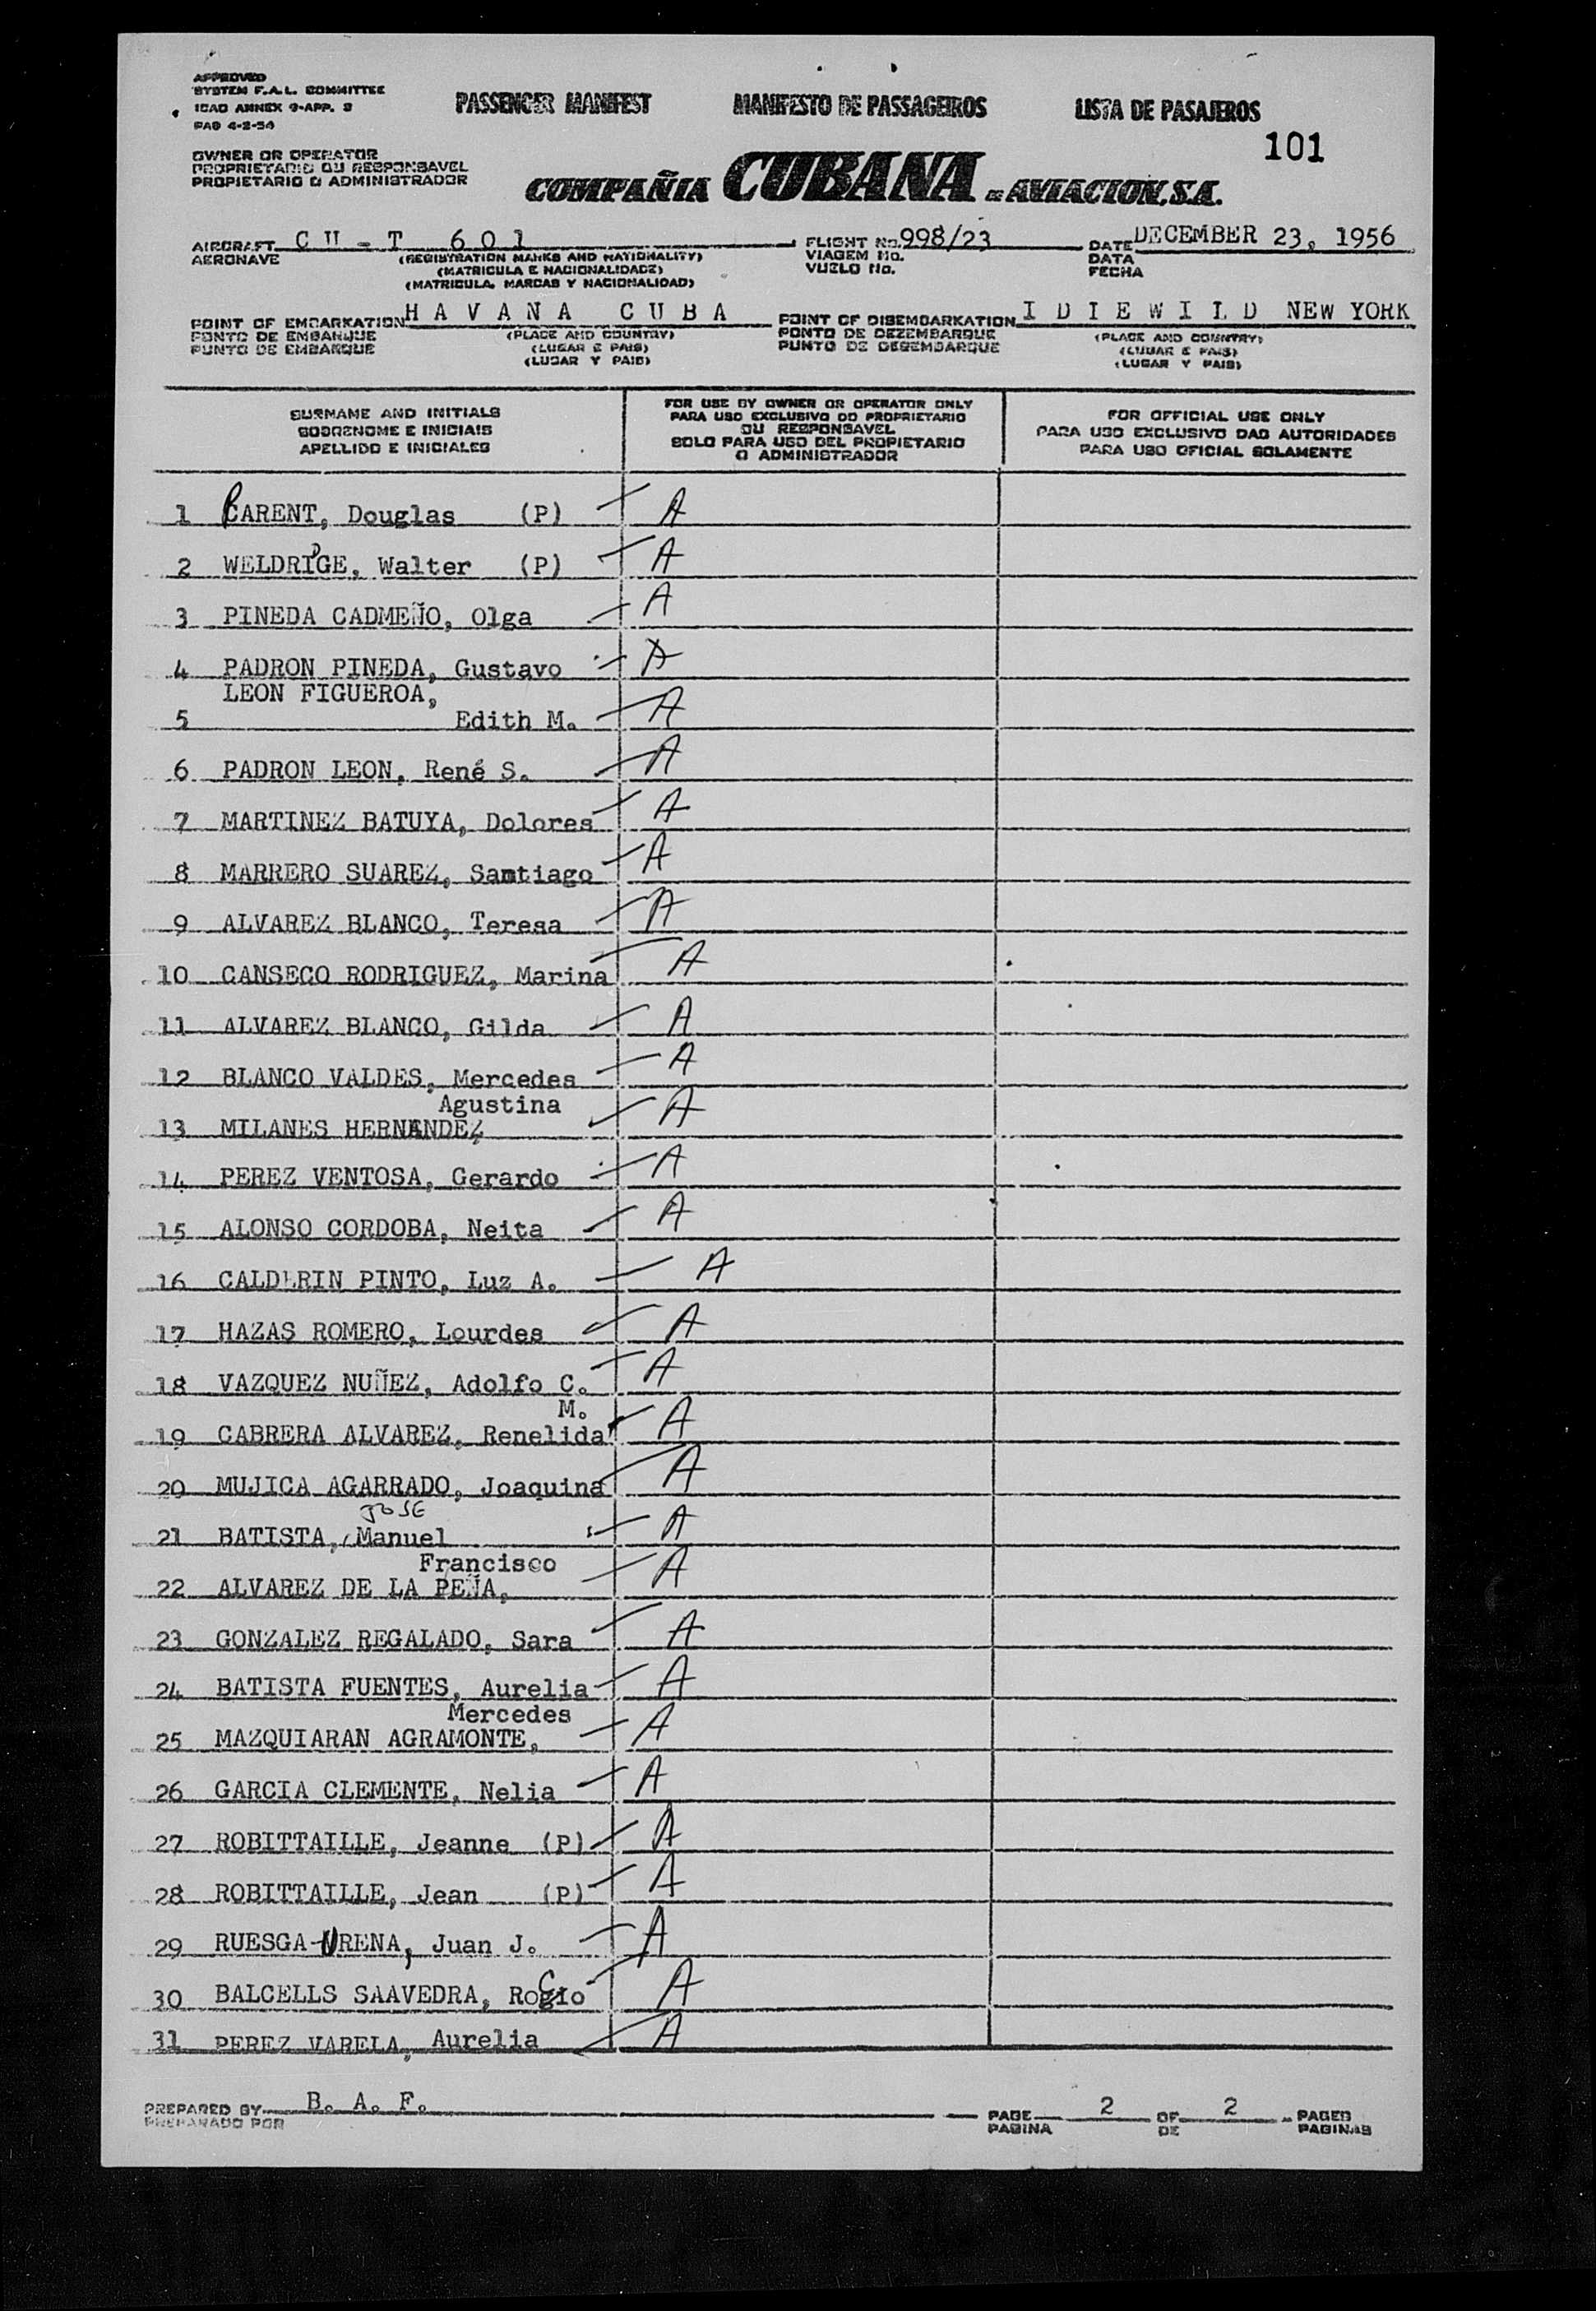 APPROVED
SYSTEM F.A.L. COMMITTEE
ICAO ANNEX 9-APP. 3
PAD 4-2-54
PASSENGER MANIFEST MANIFESTO DE PASSAGEIROS LISTA DE PASAJEROS
101
OWNER OR OPERATOR
PROPRIETARIO OU RESPONSAVEL
PROPIETARIO O ADMINISTRADOR
COMPAÑIA CUBANA DE AVIACION, S.A.
AIRCRAFT CU-T 601 FLIGHT No. 998/23 DATE DECEMBER 23, 1956
AERONAVE (REGISTRATION MARKS AND NATIONALITY) VIAGEM No. DATA
(MATRICULA E NACIONALIDADE) VUELO No. FECHA
(MATRICULA, MARCAS Y NACIONALIDAD)
POINT OF EMBARKATION HAVANA CUBA POINT OF DISEMBARKATION IDIEWILD NEW YORK
PONTO DE EMBARQUE (PLACE AND COUNTRY) PONTO DE DEZEMBARQUE (PLACE AND COUNTRY)
PUNTO DE EMBARQUE (LUGAR E PAIS) PUNTO DE DESEMBARQUE (LUGAR E PAIS)
(LUGAR Y PAIS) (LUGAR Y PAIS)
SURNAME AND INITIALS
SOBRENOME E INICIAIS
APELLIDO E INICIALES
FOR USE BY OWNER OR OPERATOR ONLY
PARA USO EXCLUSIVO DO PROPRIETARIO
OU RESPONSAVEL
SOLO PARA USO DEL PROPIETARIO
O ADMINISTRADOR
FOR OFFICIAL USE ONLY
PARA USO EXCLUSIVO DAS AUTORIDADES
PARA USO OFICIAL SOLAMENTE
1 PARENT, Douglas (P) A
2 WELDRIDGE, Walter (P) A
3 PINEDA CADMEÑO, Olga A
4 PADRON PINEDA, Gustavo A
LEON FIGUEROA,
5 Edith M. A
6 PADRON LEON, René S. A
7 MARTINEZ BATUYA, Dolores A
8 MARRERO SUAREZ, Santiago A
9 ALVAREZ BLANCO, Teresa A
10 CANSECO RODRIGUEZ, Marina A
11 ALVAREZ BLANCO, Gilda A
12 BLANCO VALDES, Mercedes A
Agustina
13 MILANES HERNANDEZ A
14 PEREZ VENTOSA, Gerardo A
15 ALONSO CORDOBA, Neita A
16 CALDERIN PINTO, Luz A. A
17 HAZAS ROMERO, Lourdes A
18 VAZQUEZ NUÑEZ, Adolfo C. A
M.
19 CABRERA ALVAREZ, Renelida A
20 MUJICA AGARRADO, Joaquina A
JOSE
21 BATISTA, Manuel A
Francisco
22 ALVAREZ DE LA PEÑA, A
23 GONZALEZ REGALADO, Sara A
24 BATISTA FUENTES, Aurelia A
Mercedes
25 MAZQUIARAN AGRAMONTE, A
26 GARCIA CLEMENTE, Nelia A
27 ROBITTAILLE, Jeanne (P) A
28 ROBITTAILLE, Jean (P) A
29 RUESGA URENA, Juan J. A
30 BALCELLS SAAVEDRA, Rocio A
31 PEREZ VARELA, Aurelia A
PREPARED BY B. A. F. PAGE 2 OF 2 PAGES
PREPARADO POR PAGINA DE PAGINAS